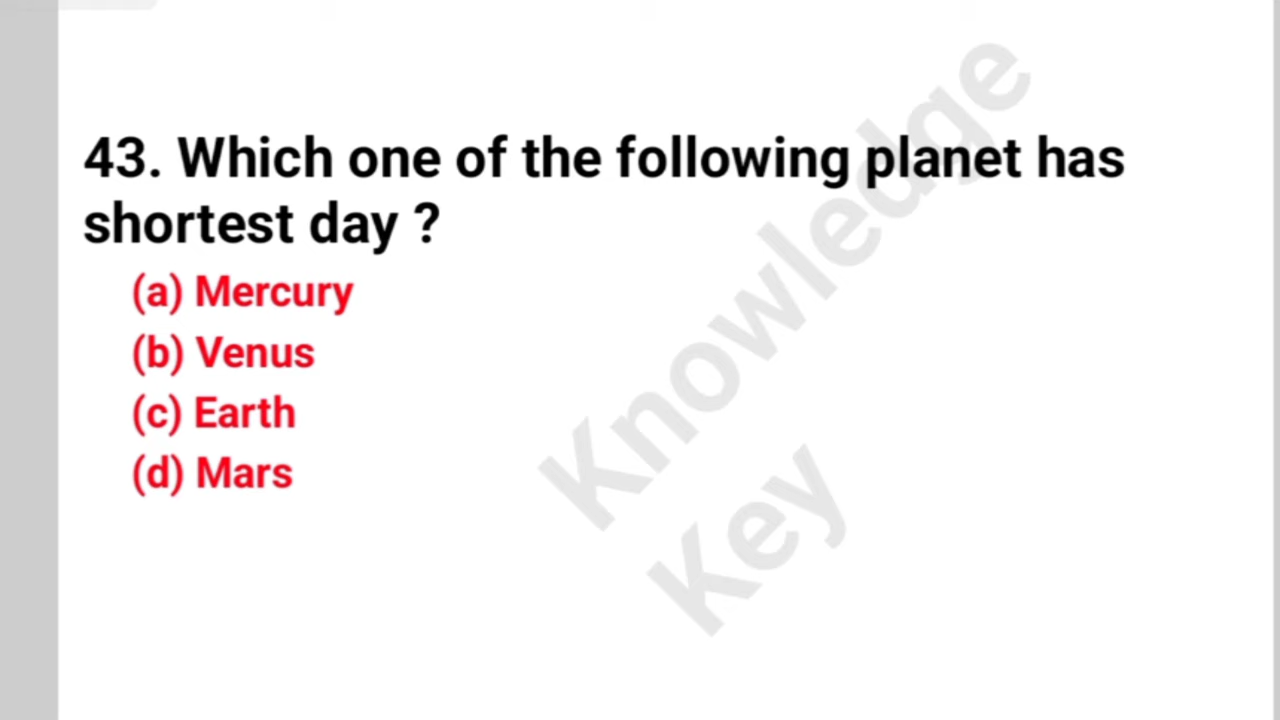 43. Which one of the following planet has
shortest day ?
(a) Mercury
(b) Venus
(c) Earth
(d) Mars
Knowledge
Key